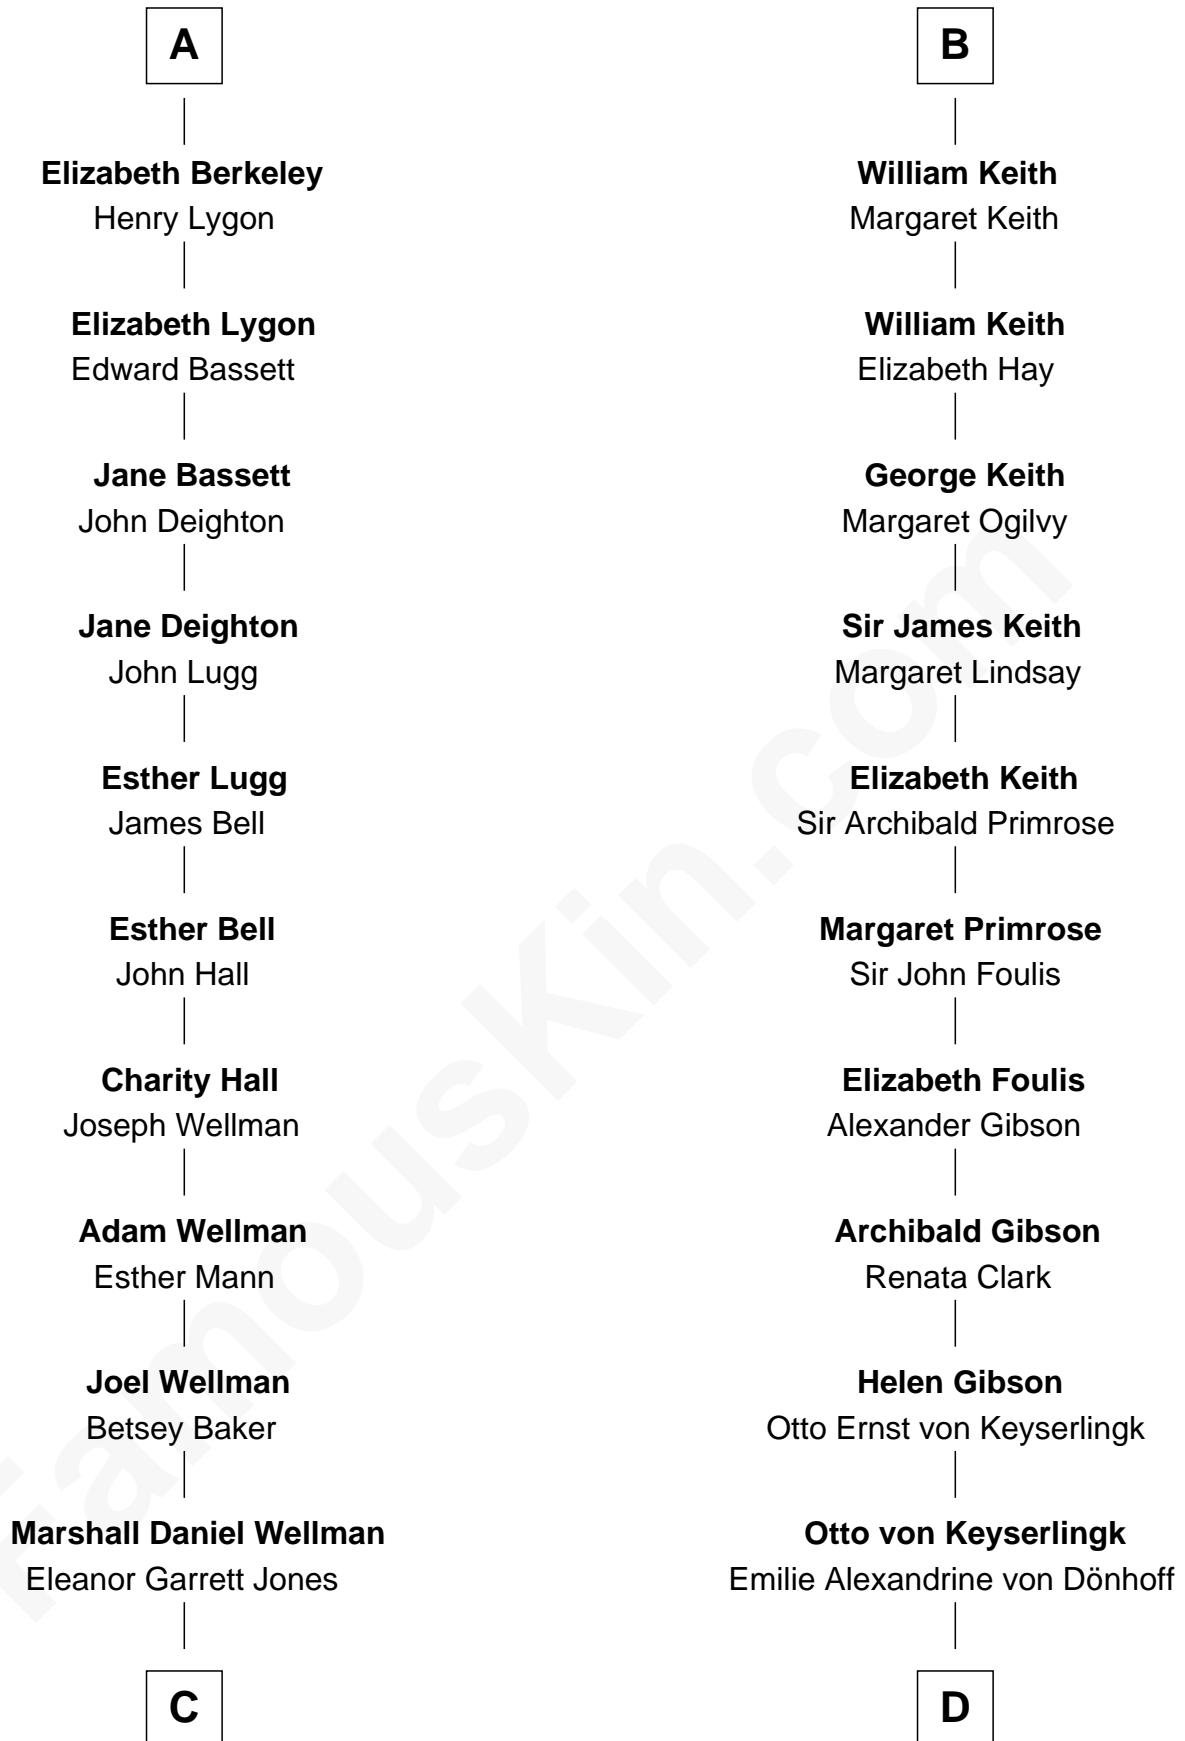 A
Elizabeth Berkeley
Henry Lygon
Elizabeth Lygon
Edward Bassett
Jane Bassett
John Deighton
Jane Deighton
John Lugg
Esther Lugg
James Bell
Esther Bell
John Hall
Charity Hall
Joseph Wellman
Adam Wellman
Esther Mann
Joel Wellman
Betsey Baker
Marshall Daniel Wellman
Eleanor Garrett Jones
C
B
William Keith
Margaret Keith
William Keith
Elizabeth Hay
George Keith
Margaret Ogilvy
Sir James Keith
Margaret Lindsay
Elizabeth Keith
Sir Archibald Primrose
Margaret Primrose
Sir John Foulis
Elizabeth Foulis
Alexander Gibson
Archibald Gibson
Renata Clark
Helen Gibson
Otto Ernst von Keyserlingk
Otto von Keyserlingk
Emilie Alexandrine von Dönhoff
D
FamousKin.com